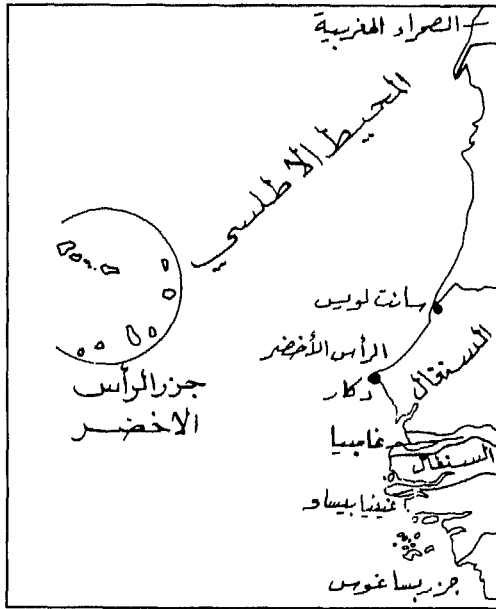 الصحراء المغربية
المحيط الاطلسي
سانت لويس
السنغال
الرأس الأخضر
دكار
جزر الرأس
الاخضر
غامبيا
السنغال
غينيا بيساو
جزر بساغوس